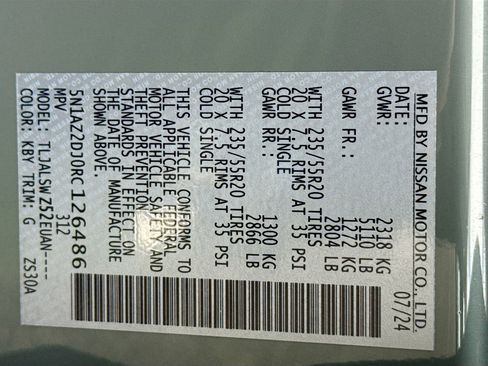 MFD BY NISSAN MOTOR CO., LTD.
DATE: 07/24
GVWR: 2318 KG
5110 LB
GAWR FR: 1272 KG
2804 LB
WITH 235/55R20 TIRES
20 X 7.5 RIMS AT 35 PSI
COLD SINGLE
GAWR RR: 1300 KG
2866 LB
WITH 235/55R20 TIRES
20 X 7.5 RIMS AT 35 PSI
COLD SINGLE
THIS VEHICLE CONFORMS TO
ALL APPLICABLE FEDERAL
MOTOR VEHICLE SAFETY AND
THEFT PREVENTION
STANDARDS IN EFFECT ON
THE DATE OF MANUFACTURE
SHOWN ABOVE.
5N1AZ2DJ0RC126486
MPV 312
MODEL: TLJALSW Z52EUAN----
COLOR: KBY TRIM: G ZS30A